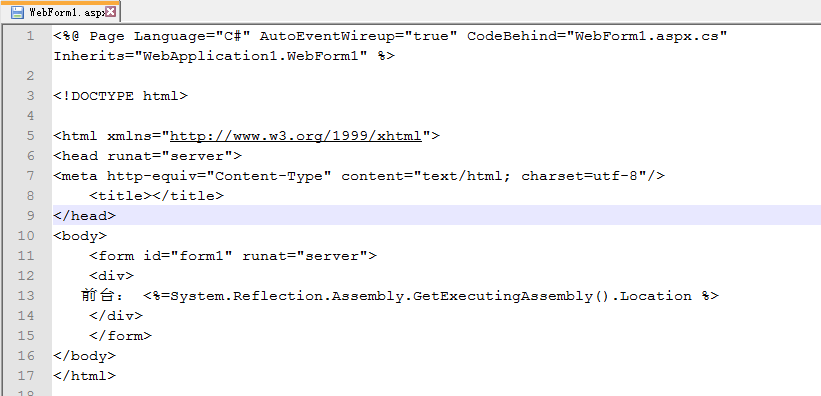 WebForm1.aspx
1 <%@ Page Language="C#" AutoEventWireup="true" CodeBehind="WebForm1.aspx.cs"
Inherits="WebApplication1.WebForm1" %>
2
3 <!DOCTYPE html>
4
5 <html xmlns="http://www.w3.org/1999/xhtml">
6 <head runat="server">
7 <meta http-equiv="Content-Type" content="text/html; charset=utf-8"/>
8     <title></title>
9 </head>
10 <body>
11     <form id="form1" runat="server">
12     <div>
13    前台： <%=System.Reflection.Assembly.GetExecutingAssembly().Location %>
14     </div>
15     </form>
16 </body>
17 </html>
18